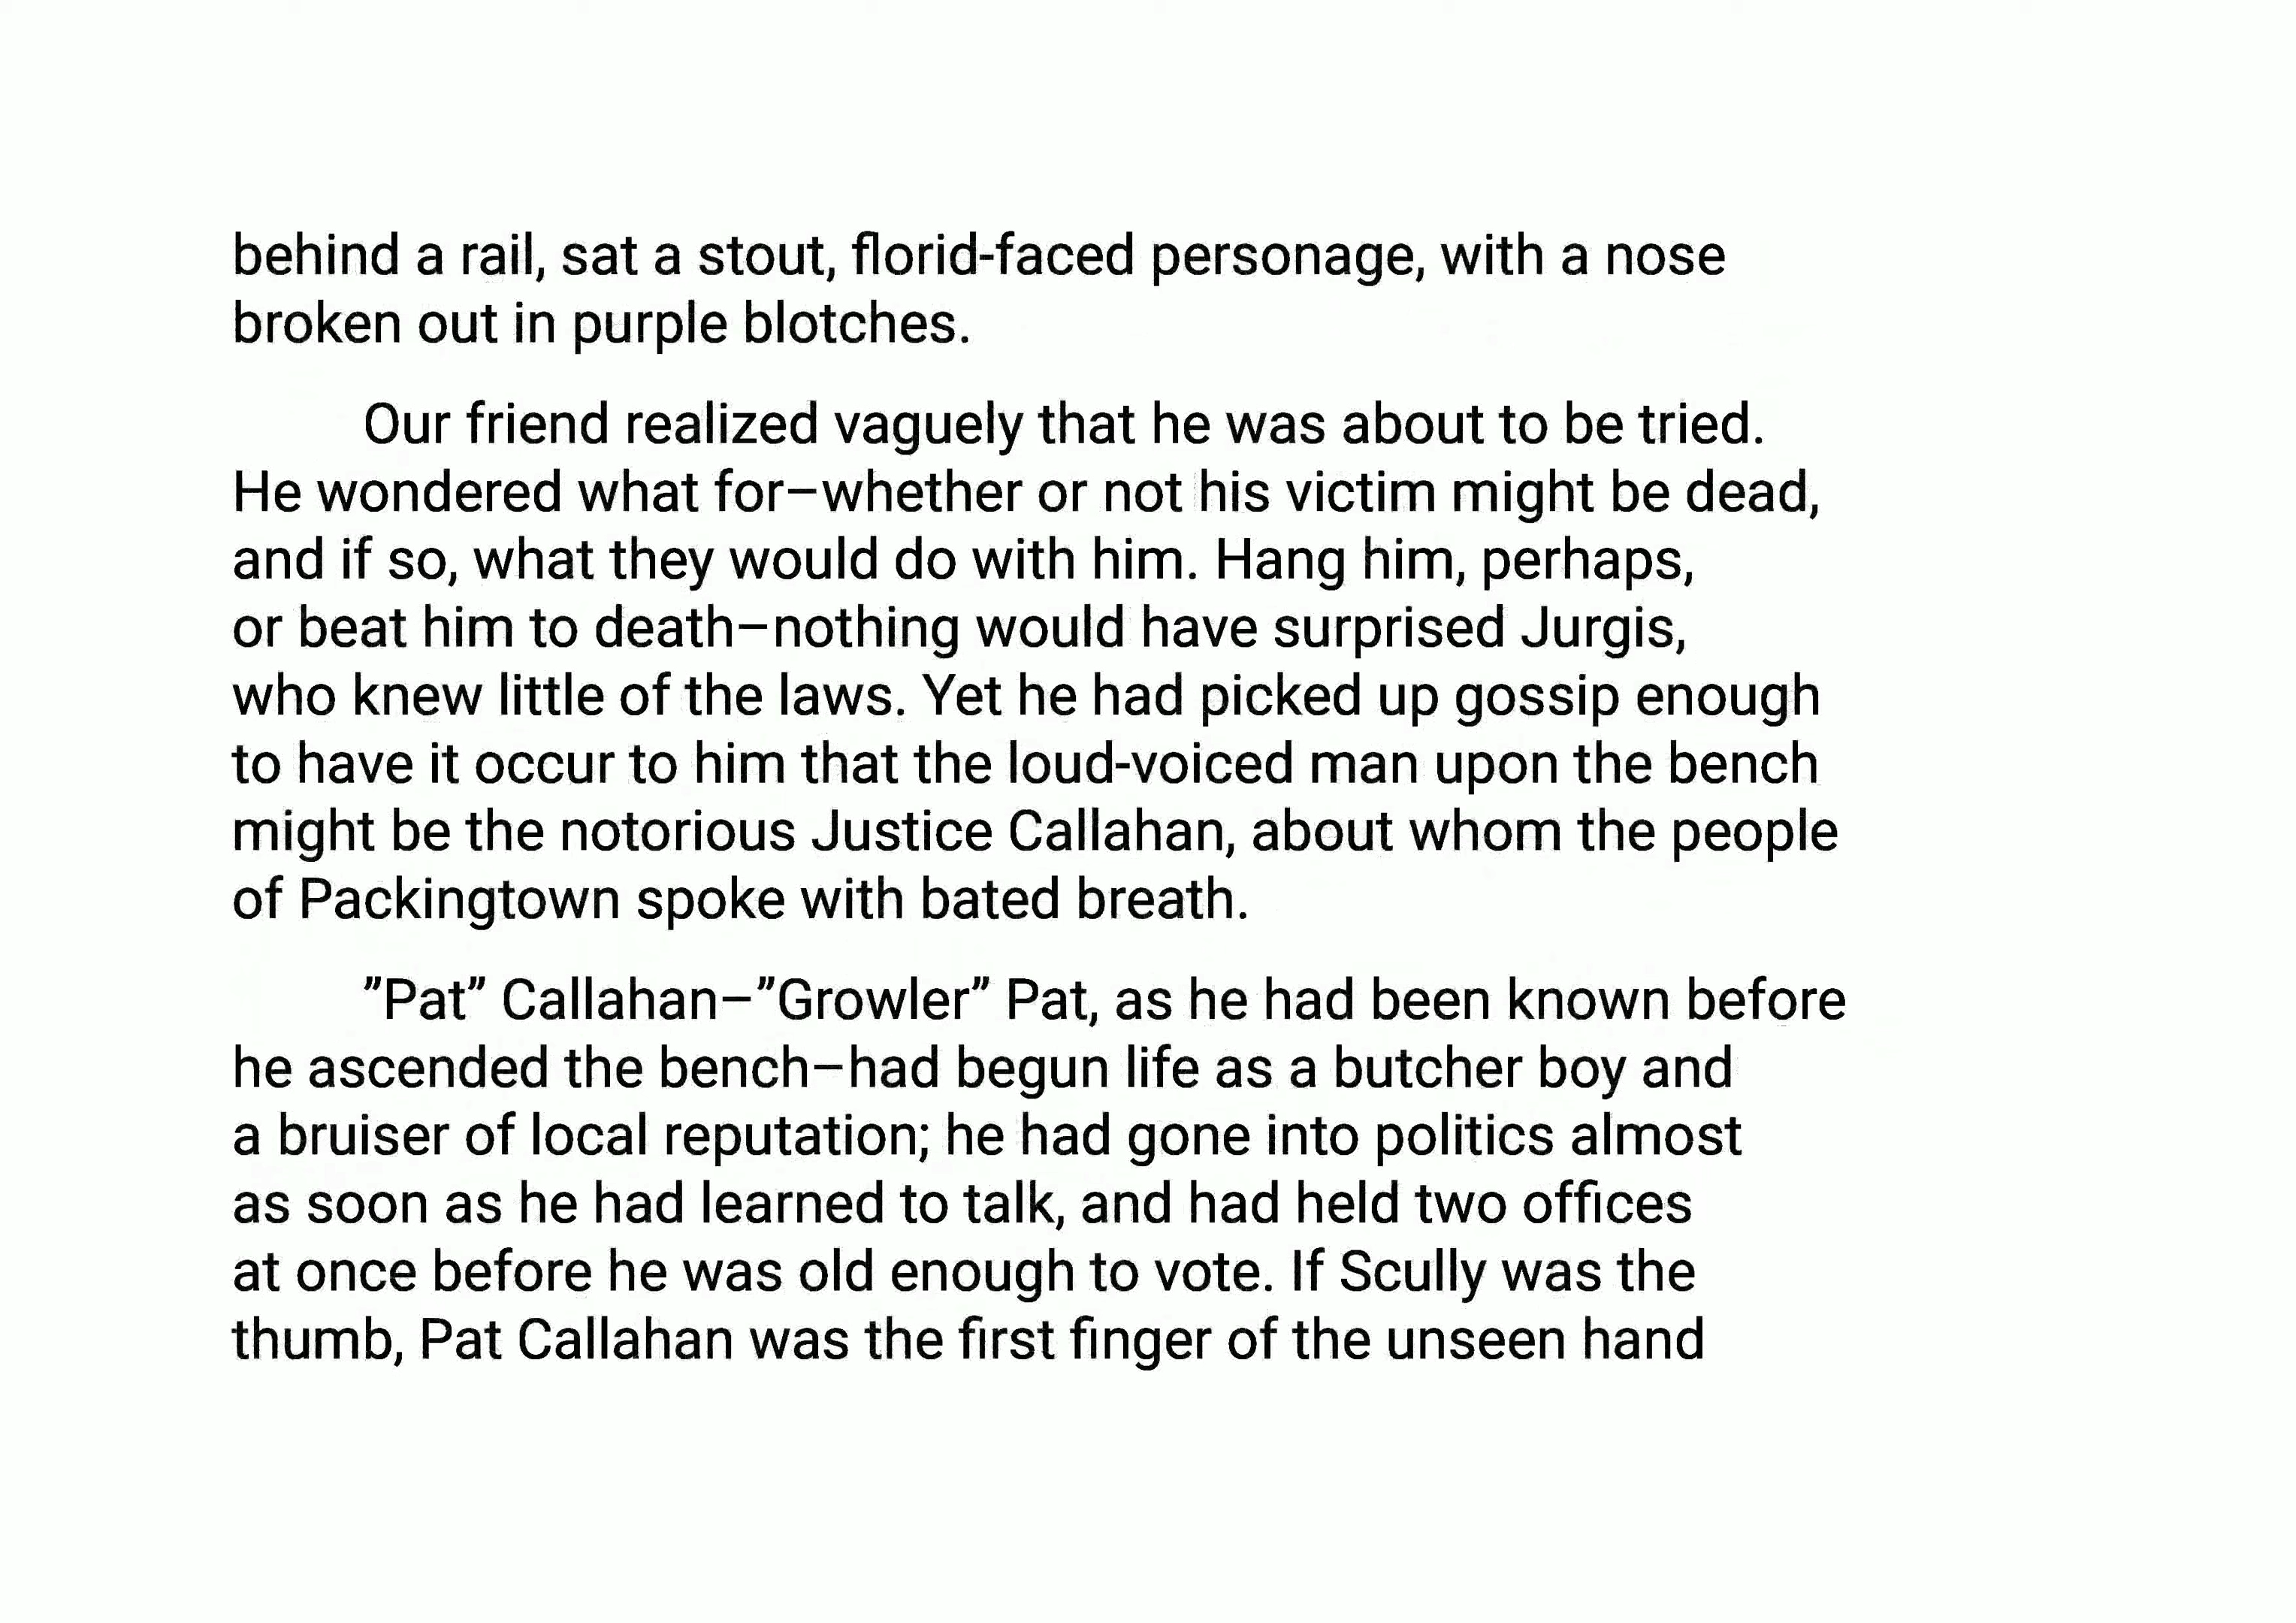 behind a rail, sat a stout, florid-faced personage, with a nose
broken out in purple blotches.
Our friend realized vaguely that he was about to be tried.
He wondered what for–whether or not his victim might be dead,
and if so, what they would do with him. Hang him, perhaps,
or beat him to death–nothing would have surprised Jurgis,
who knew little of the laws. Yet he had picked up gossip enough
to have it occur to him that the loud-voiced man upon the bench
might be the notorious Justice Callahan, about whom the people
of Packingtown spoke with bated breath.
”Pat” Callahan–”Growler” Pat, as he had been known before
he ascended the bench–had begun life as a butcher boy and
a bruiser of local reputation; he had gone into politics almost
as soon as he had learned to talk, and had held two offices
at once before he was old enough to vote. If Scully was the
thumb, Pat Callahan was the first finger of the unseen hand